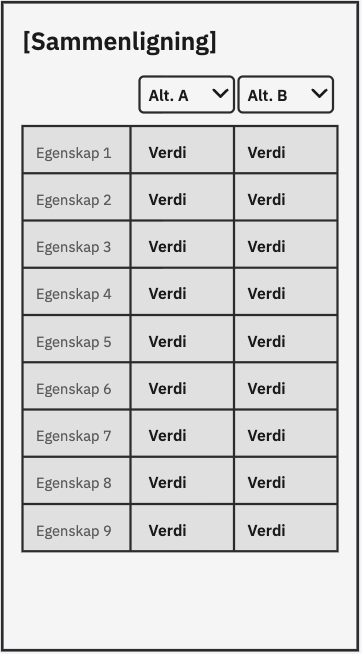 [Sammenligning]
Alt. A Alt. B
Egenskap 1 Verdi Verdi
Egenskap 2 Verdi Verdi
Egenskap 3 Verdi Verdi
Egenskap 4 Verdi Verdi
Egenskap 5 Verdi Verdi
Egenskap 6 Verdi Verdi
Egenskap 7 Verdi Verdi
Egenskap 8 Verdi Verdi
Egenskap 9 Verdi Verdi